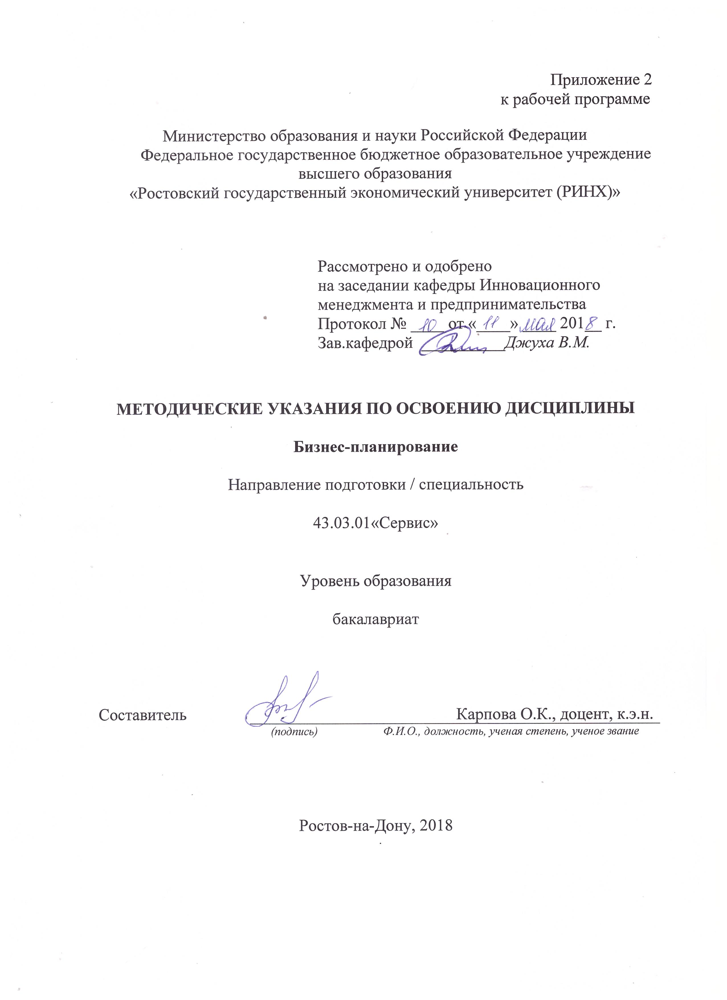 Приложение 2
к рабочей программе
Министерство образования и науки Российской Федерации
Федеральное государственное бюджетное образовательное учреждение
высшего образования
«Ростовский государственный экономический университет (РИНХ)»
Рассмотрено и одобрено
на заседании кафедры Инновационного
менеджмента и предпринимательства
Протокол № 10 от «11» мая 2018 г.
Зав.кафедрой Джуха В.М.
МЕТОДИЧЕСКИЕ УКАЗАНИЯ ПО ОСВОЕНИЮ ДИСЦИПЛИНЫ
Бизнес-планирование
Направление подготовки / специальность
43.03.01«Сервис»
Уровень образования
бакалавриат
Составитель Карпова О.К., доцент, к.э.н.
(подпись) Ф.И.О., должность, ученая степень, ученое звание
Ростов-на-Дону, 2018